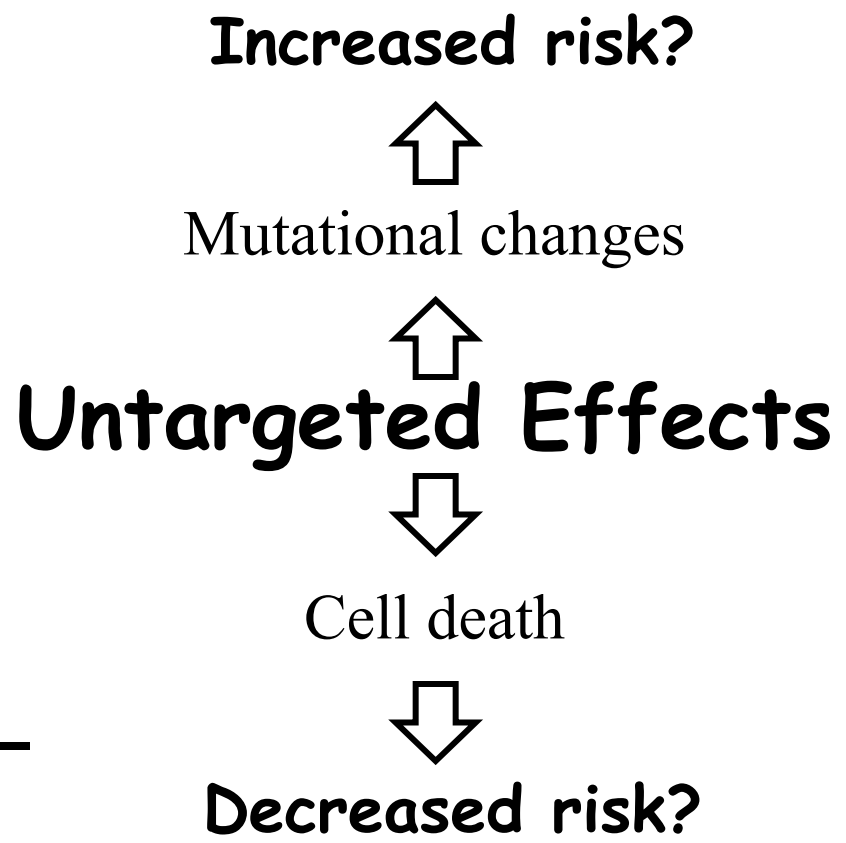 Increased risk?
Mutational changes
Untargeted Effects
Cell death
Decreased risk?